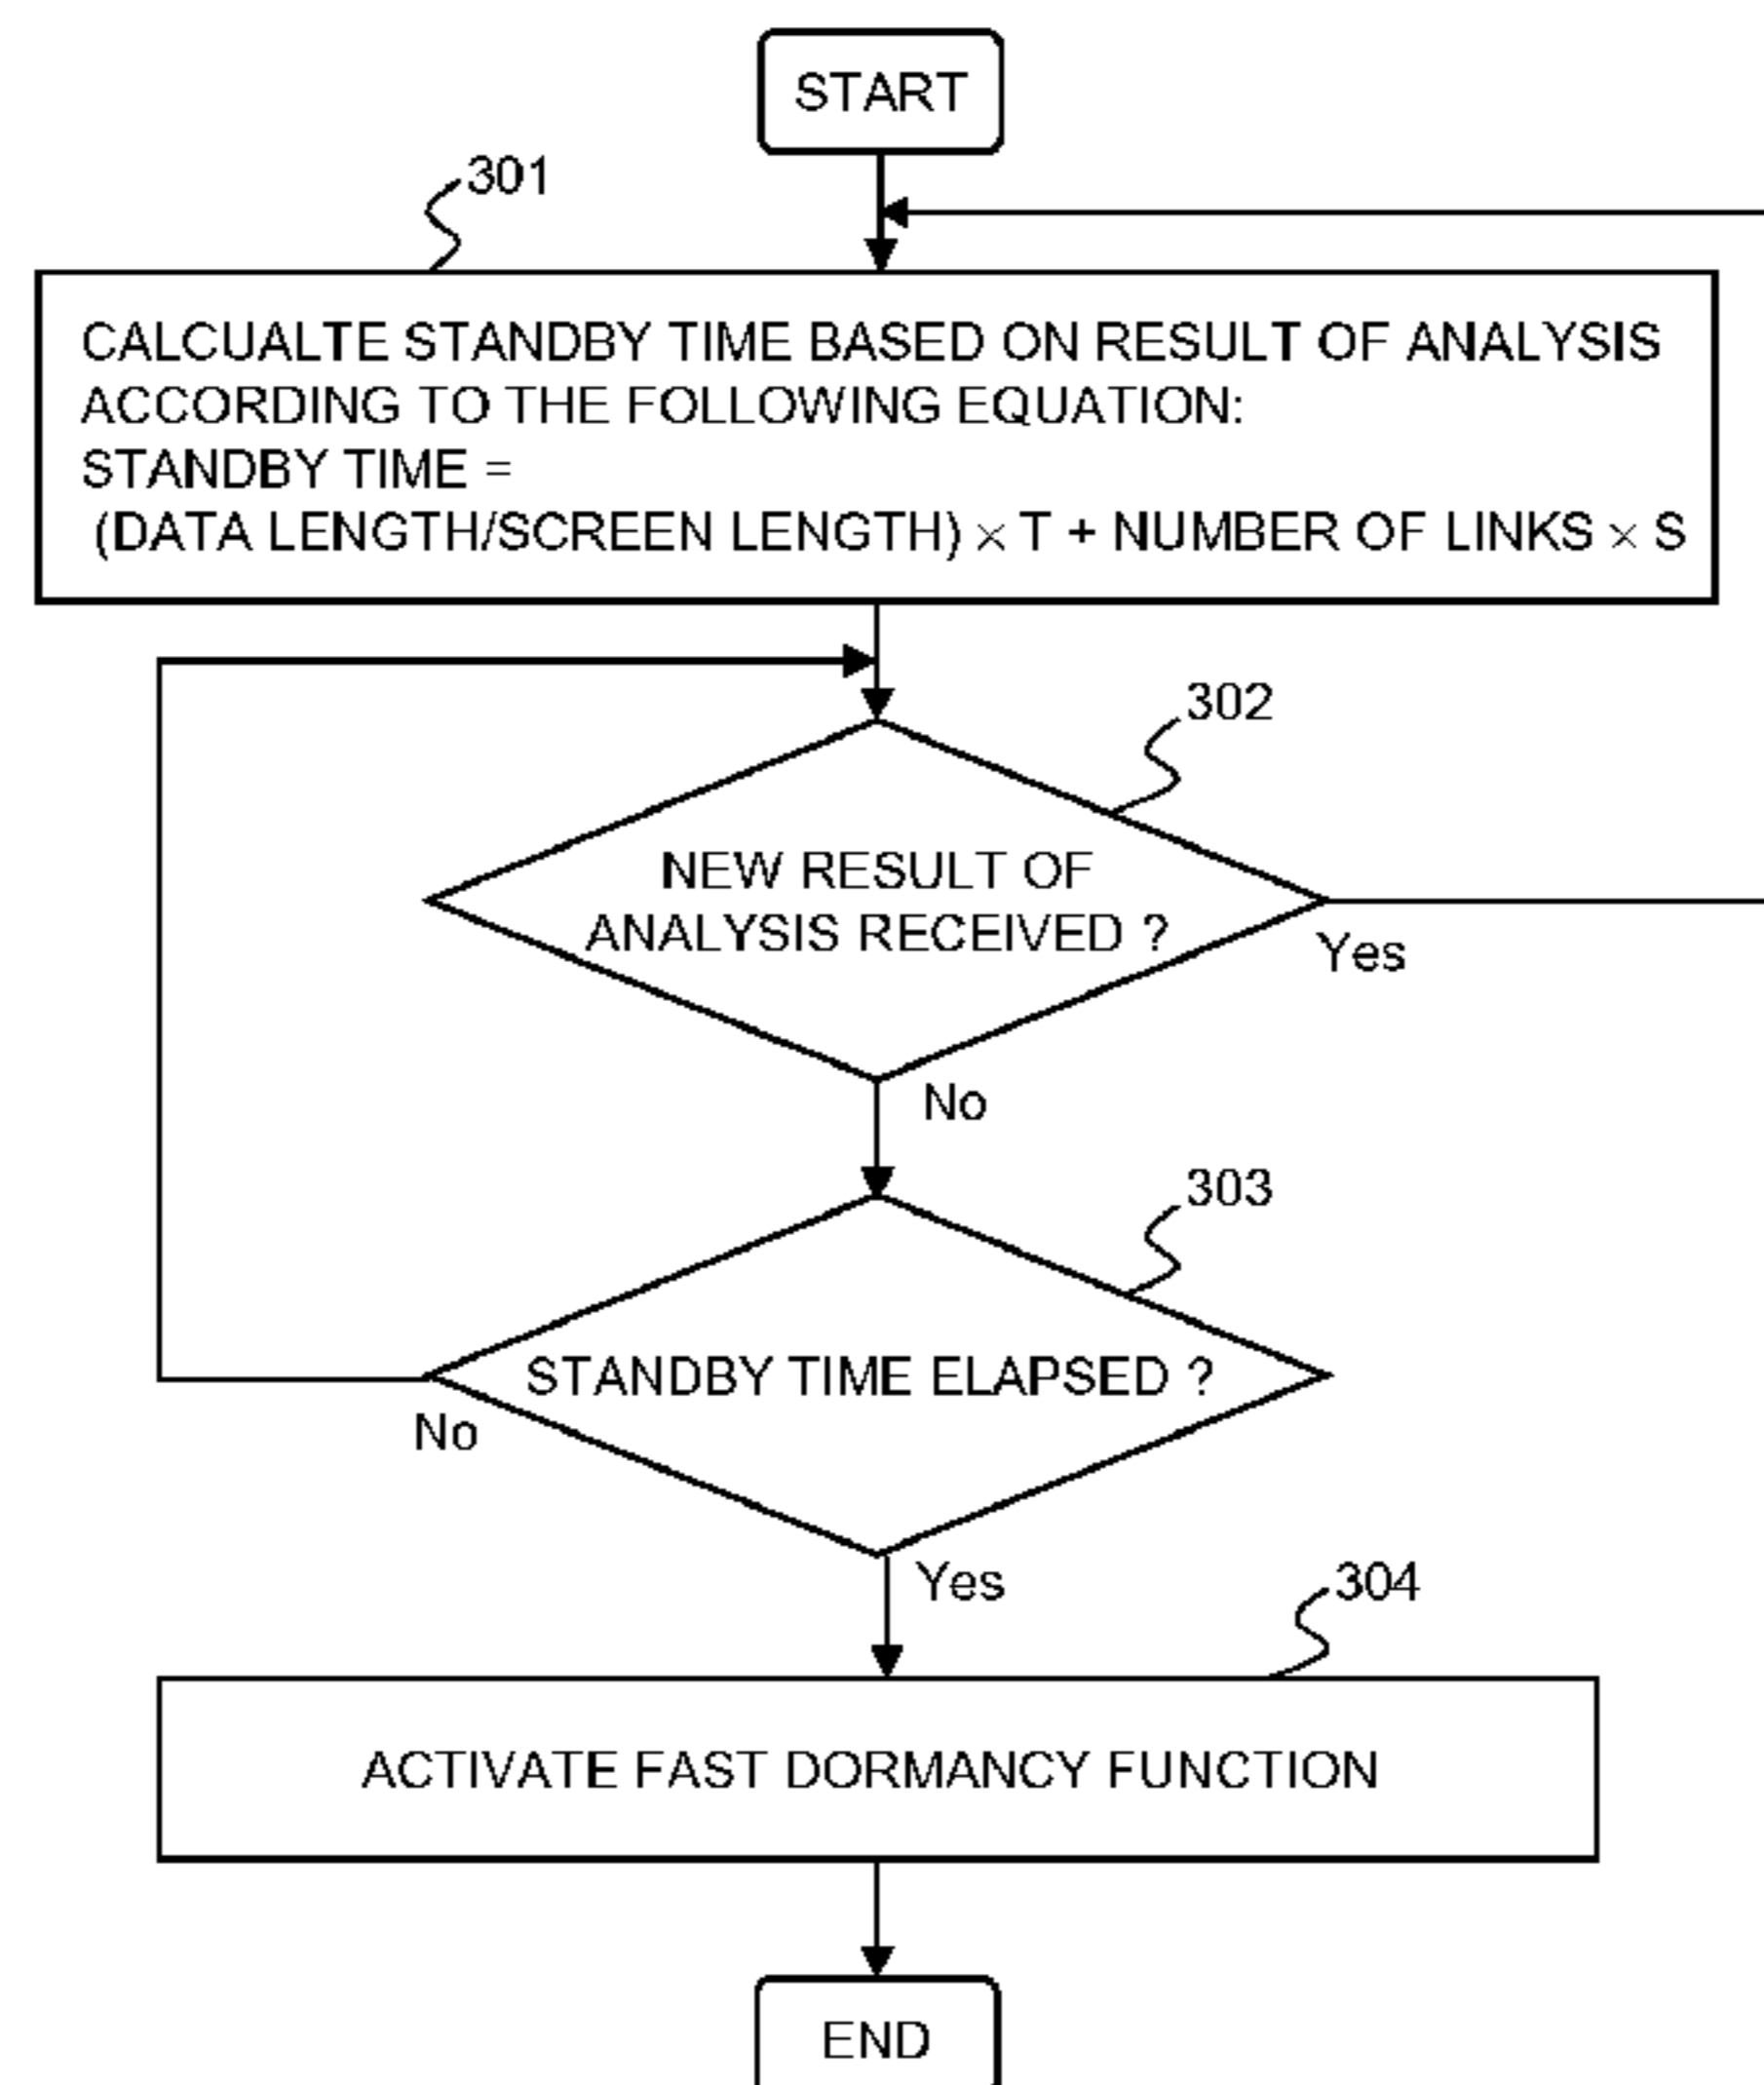 START
301
CALCUALTE STANDBY TIME BASED ON RESULT OF ANALYSIS
ACCORDING TO THE FOLLOWING EQUATION:
STANDBY TIME =
(DATA LENGTH/SCREEN LENGTH) × T + NUMBER OF LINKS × S
302
NEW RESULT OF
ANALYSIS RECEIVED ?
Yes
No
303
STANDBY TIME ELAPSED ?
No
Yes
304
ACTIVATE FAST DORMANCY FUNCTION
END